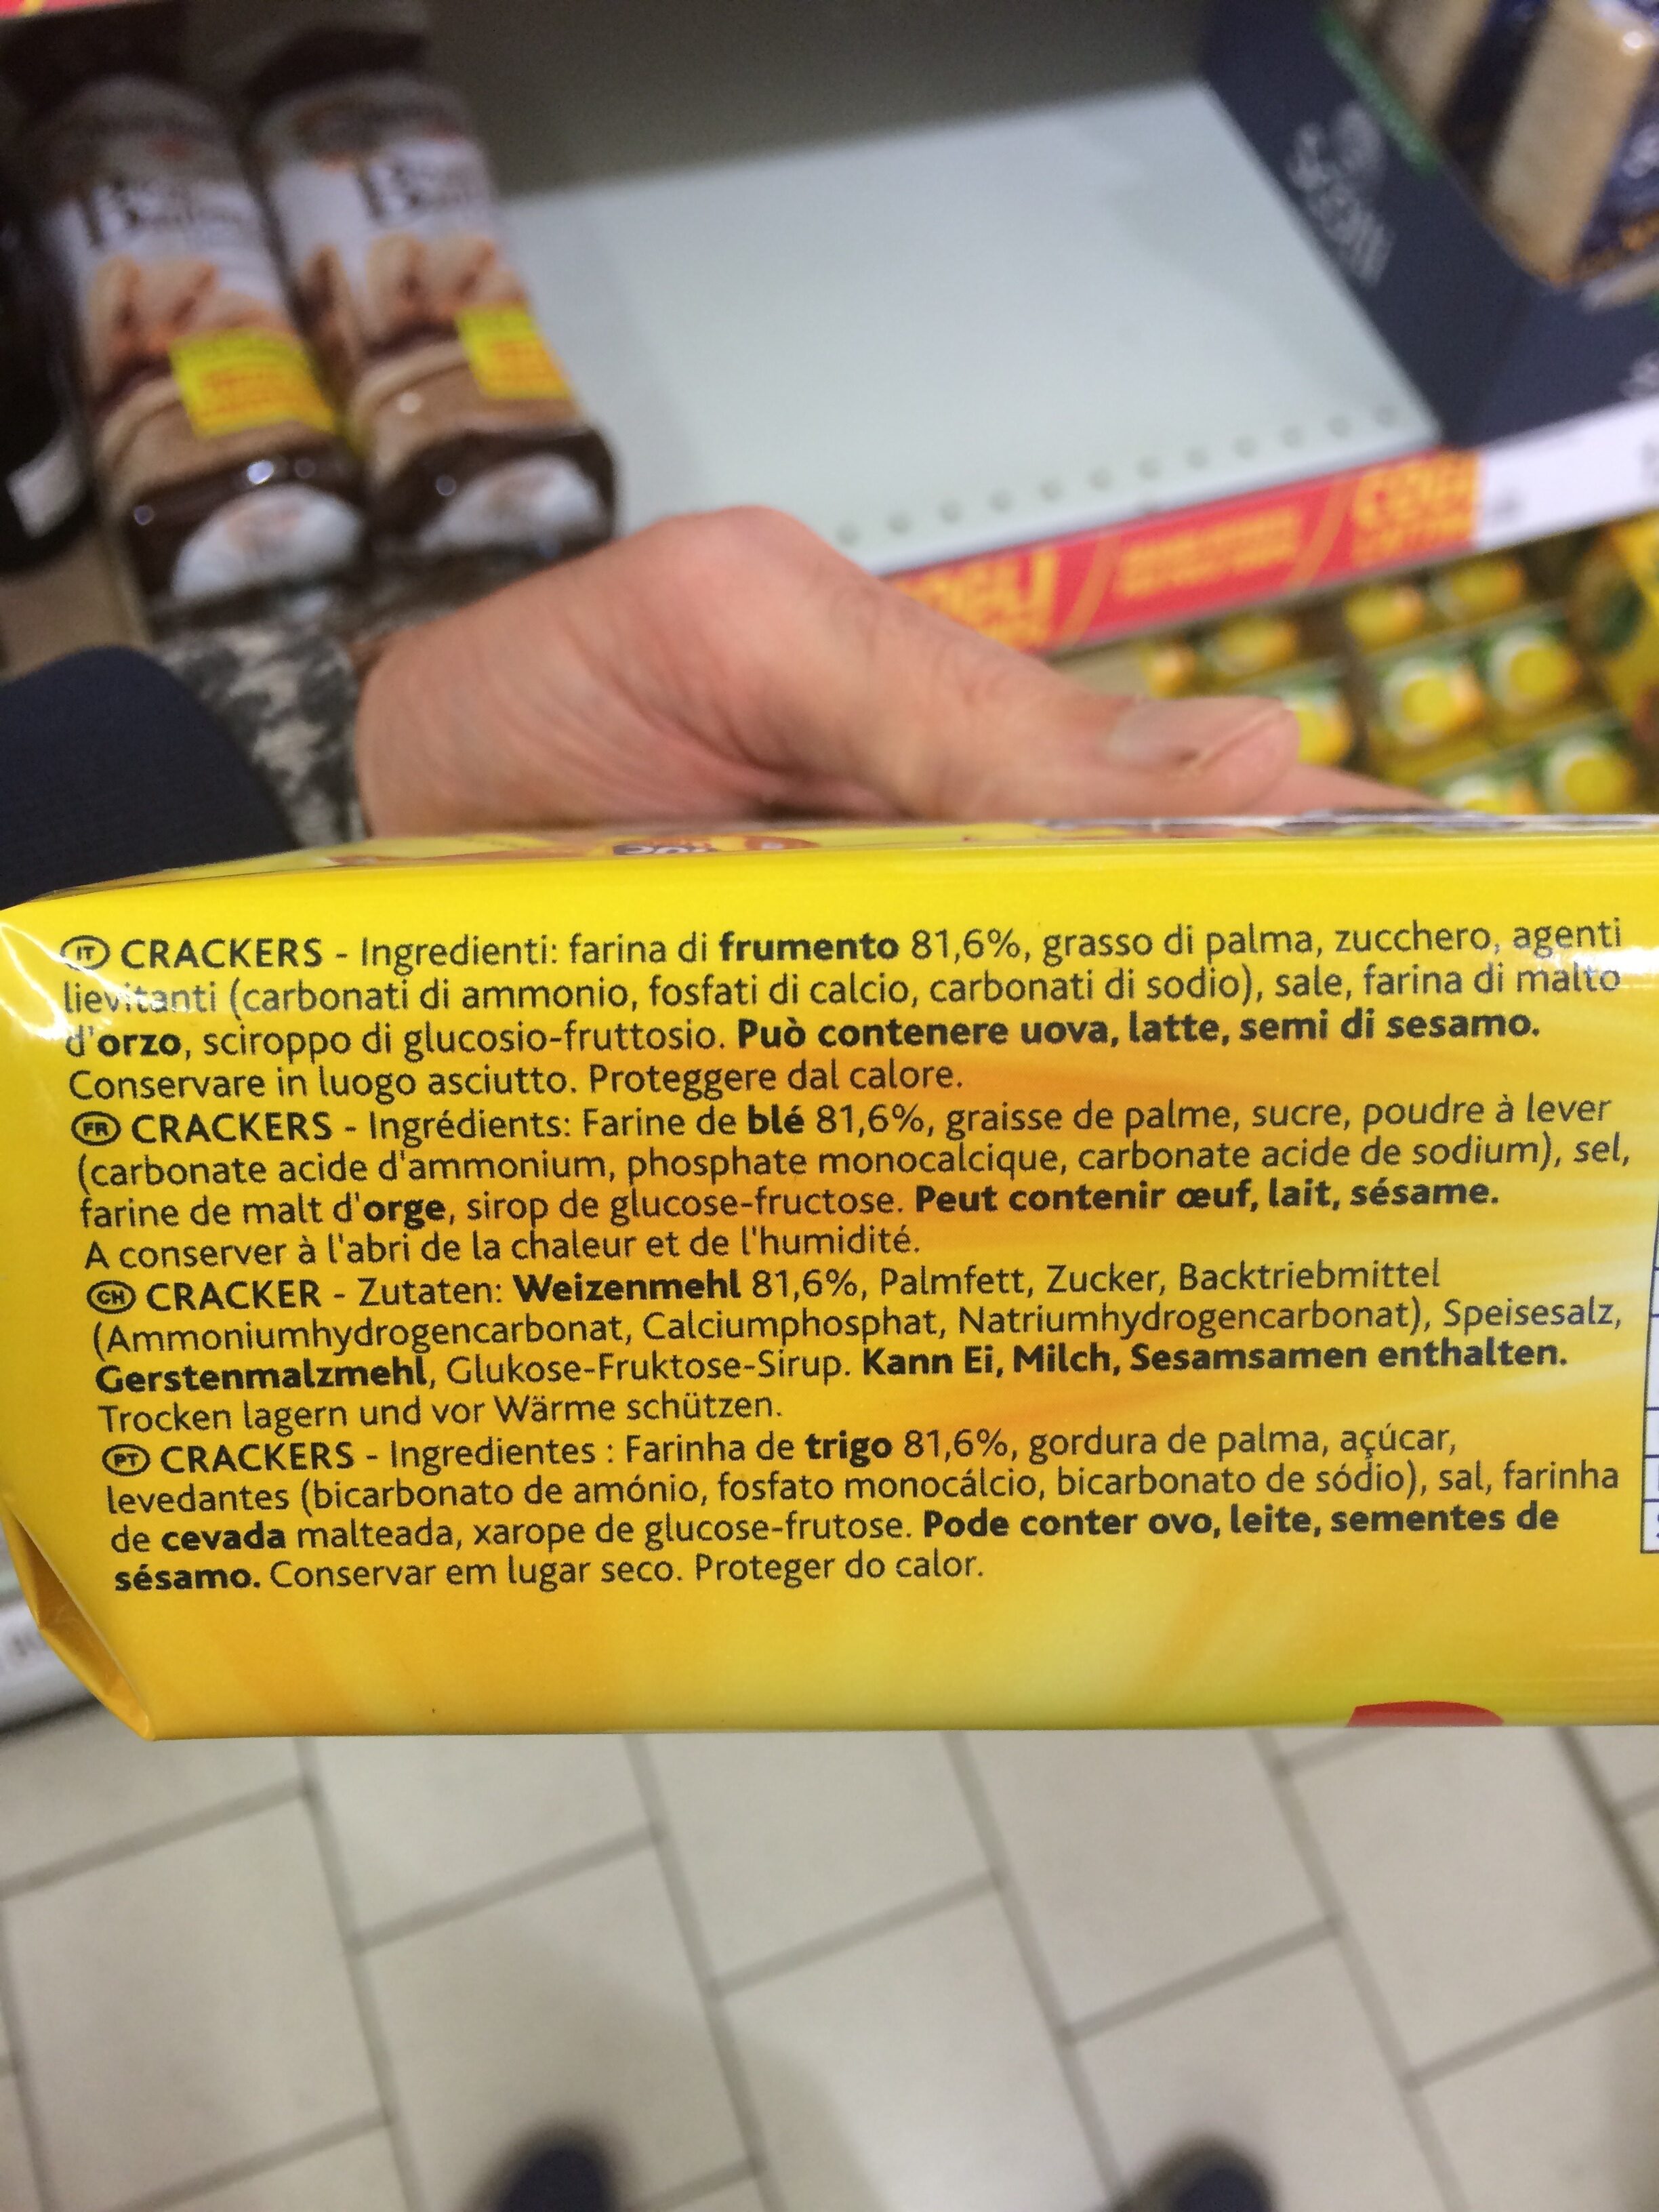 IT CRACKERS - Ingredienti: farina di frumento 81,6%, grasso di palma, zucchero, agenti
lievitanti (carbonati di ammonio, fosfati di calcio, carbonati di sodio), sale, farina di malto
d'orzo, sciroppo di glucosio-fruttosio. Può contenere uova, latte, semi di sesamo.
Conservare in luogo asciutto. Proteggere dal calore.
FR CRACKERS - Ingrédients: Farine de blé 81,6%, graisse de palme, sucre, poudre à lever
(carbonate acide d'ammonium, phosphate monocalcique, carbonate acide de sodium), sel,
farine de malt d'orge, sirop de glucose-fructose. Peut contenir œuf, lait, sésame.
A conserver à l'abri de la chaleur et de l'humidité.
CH CRACKER - Zutaten: Weizenmehl 81,6%, Palmfett, Zucker, Backtriebmittel
(Ammoniumhydrogencarbonat, Calciumphosphat, Natriumhydrogencarbonat), Speisesalz,
Gerstenmalzmehl, Glukose-Fruktose-Sirup. Kann Ei, Milch, Sesamsamen enthalten.
Trocken lagern und vor Wärme schützen.
PT CRACKERS - Ingredientes : Farinha de trigo 81,6%, gordura de palma, açúcar,
levedantes (bicarbonato de amónio, fosfato monocálcio, bicarbonato de sódio), sal, farinha
de cevada malteada, xarope de glucose-frutose. Pode conter ovo, leite, sementes de
sésamo. Conservar em lugar seco. Proteger do calor.